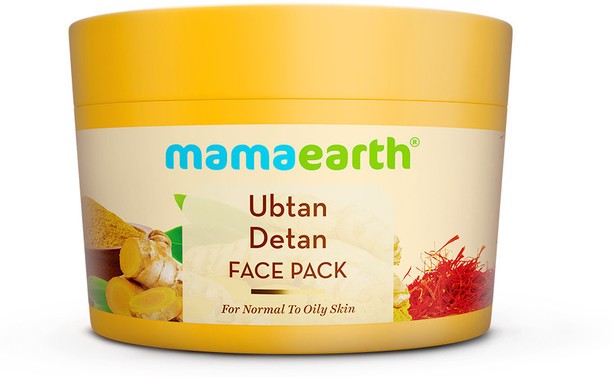 mamaearth®
Ubtan
Detan
FACE PACK
For Normal To Oily Skin